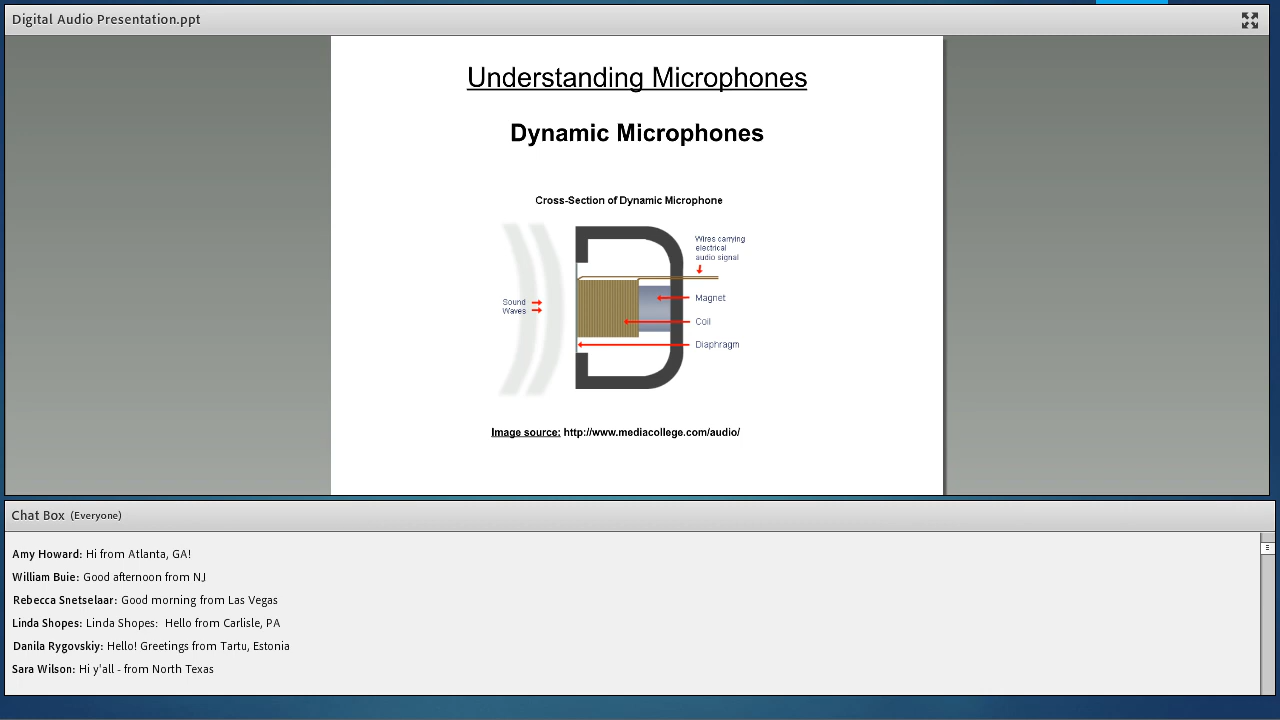 Digital Audio Presentation.ppt
Understanding Microphones
Dynamic Microphones
Cross-Section of Dynamic Microphone
Wires carrying
electrical
audio signal
Sound
Waves
Magnet
Coil
Diaphragm
Image source: http://www.mediacollege.com/audio/
Chat Box (Everyone)
Amy Howard: Hi from Atlanta, GA!
William Buie: Good afternoon from NJ
Rebecca Snetselaar: Good morning from Las Vegas
Linda Shopes: Linda Shopes:  Hello from Carlisle, PA
Danila Rygovskiy: Hello! Greetings from Tartu, Estonia
Sara Wilson: Hi y'all - from North Texas